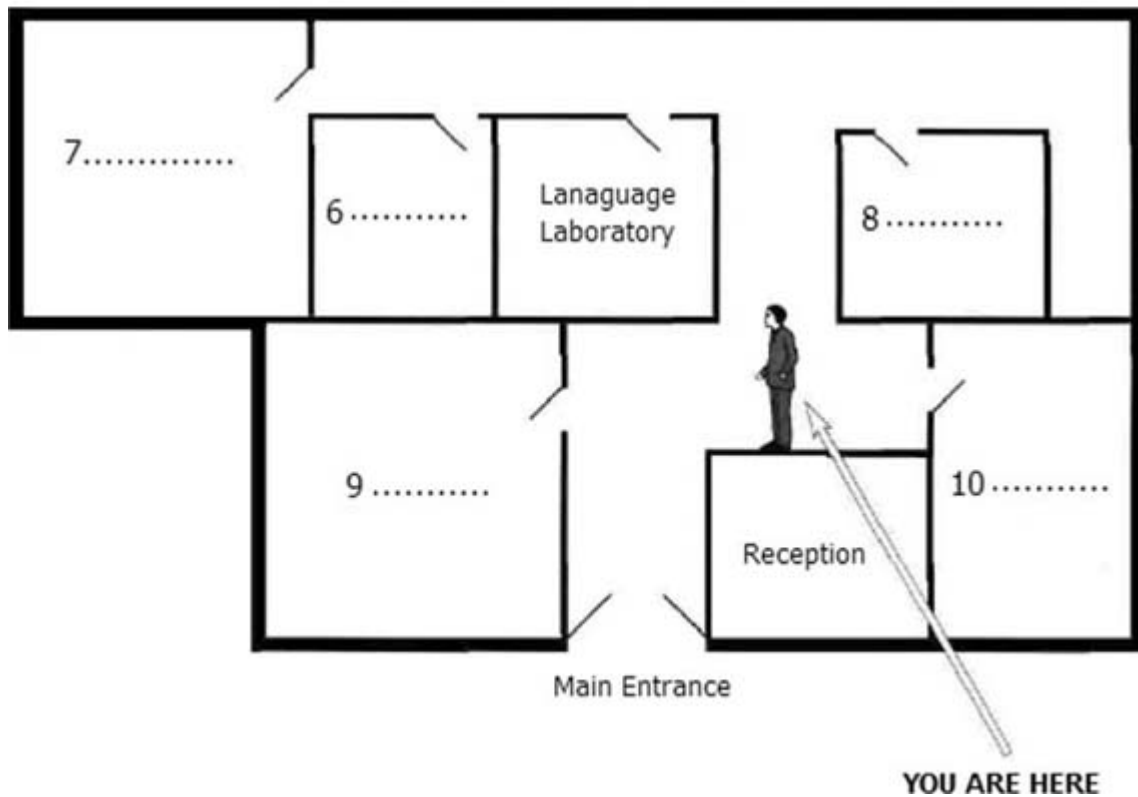 7..............
6...........
Lanaguage
Laboratory
8...........
9...........
10...........
Reception
Main Entrance
YOU ARE HERE